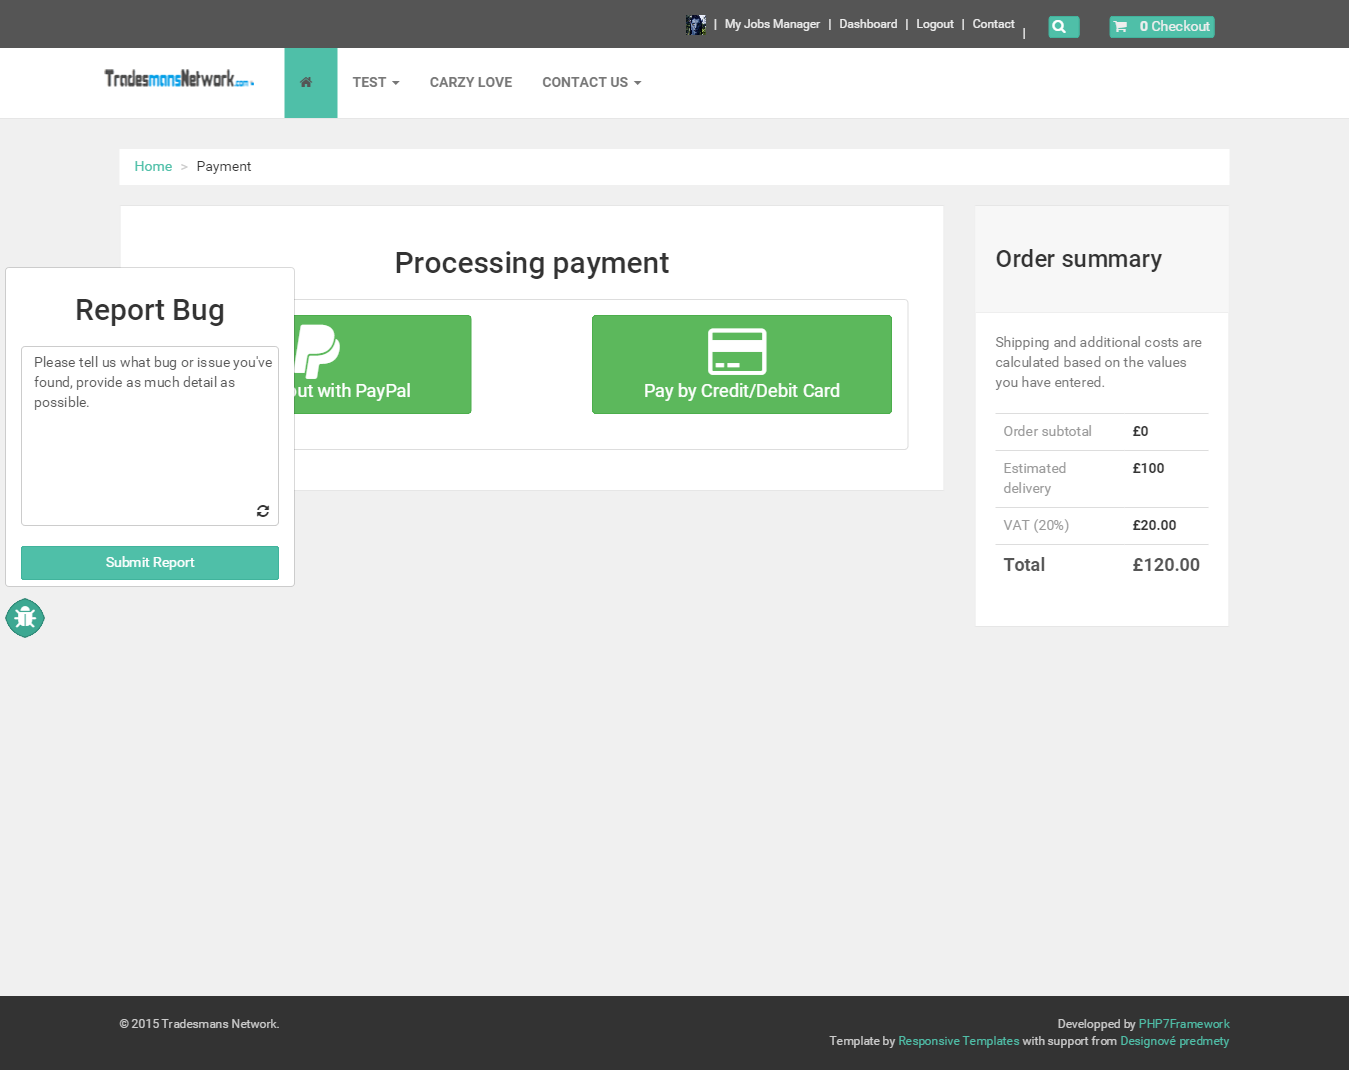 | My Jobs Manager | Dashboard | Logout | Contact |
0 Checkout
TradesmansNetwork.com
TEST
CARZY LOVE
CONTACT US
Home > Payment
Processing payment
out with PayPal
Pay by Credit/Debit Card
Order summary
Shipping and additional costs are
calculated based on the values
you have entered.
Order subtotal £0
Estimated £100
delivery
VAT (20%) £20.00
Total £120.00
Report Bug
Please tell us what bug or issue you've
found, provide as much detail as
possible.
Submit Report
© 2015 Tradesmans Network.
Developped by PHP7Framework
Template by Responsive Templates with support from Designové predmety